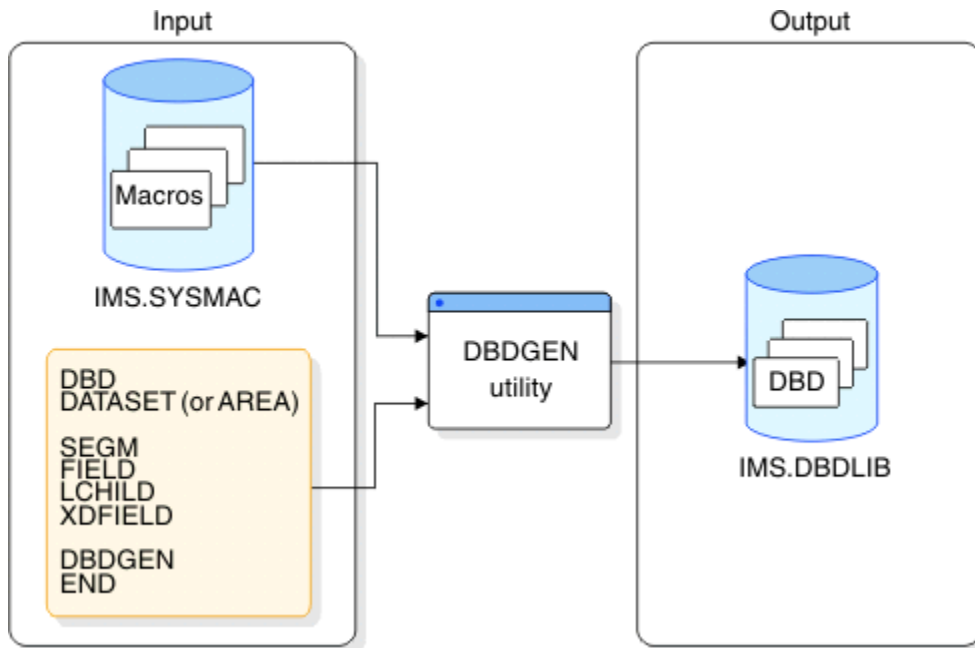 Input
Macros
IMS.SYSMAC
DBD
DATASET (or AREA)
SEGM
FIELD
LCHILD
XDFIELD
DBDGEN
END
DBDGEN
utility
Output
DBD
IMS.DBDLIB